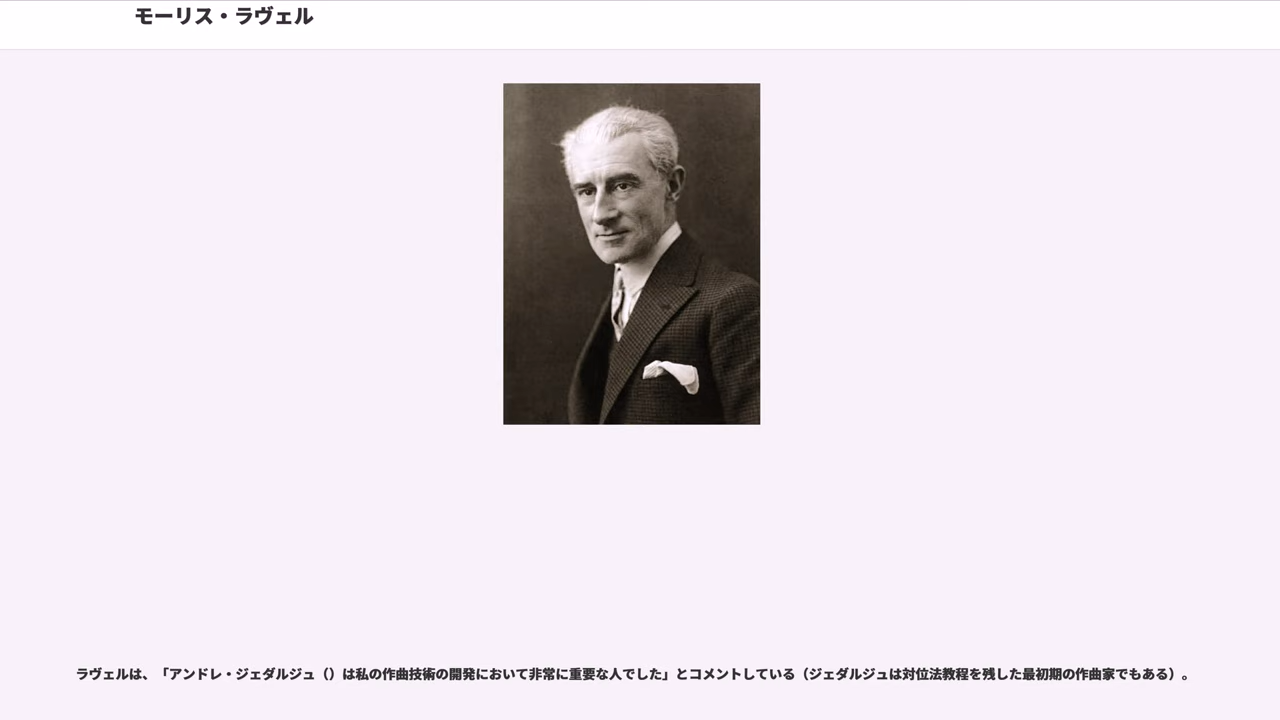 モーリス・ラヴェル
ラヴェルは、「アンドレ・ジェダルジュ（）は私の作曲技術の開発において非常に重要な人でした」とコメントしている（ジェダルジュは対位法教程を残した最初期の作曲家でもある）。